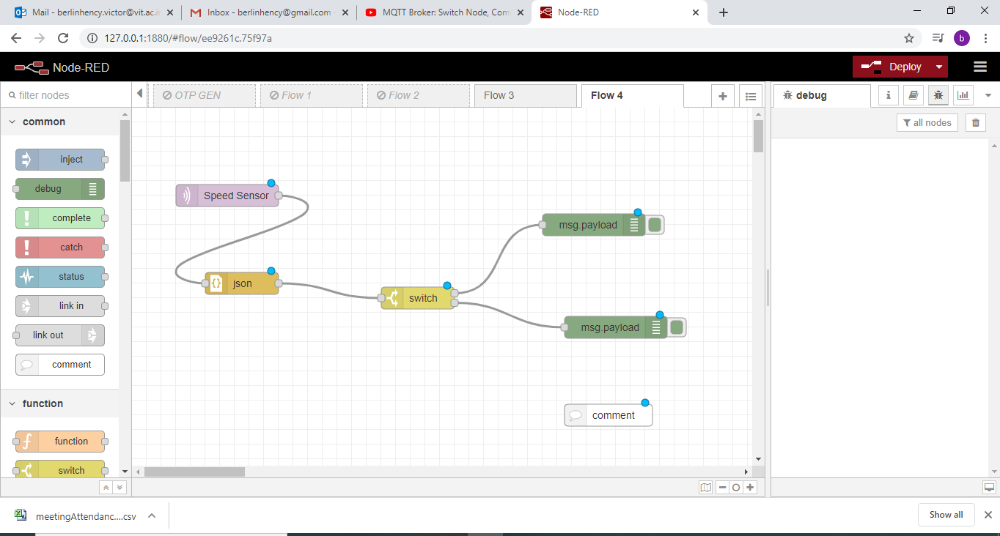 Mail - berlinhency.victor@vit.ac.i
Inbox - berlinhency@gmail.com
MQTT Broker: Switch Node, Com
Node-RED
127.0.0.1:1880/#flow/ee9261c.75f97a
b
Node-RED
Deploy
filter nodes
OTP GEN
Flow 1
Flow 2
Flow 3
Flow 4
debug
i
all nodes
common
inject
debug
complete
catch
status
link in
link out
comment
function
function
switch
Speed Sensor
json
switch
msg.payload
msg.payload
comment
meetingAttendanc....csv
Show all